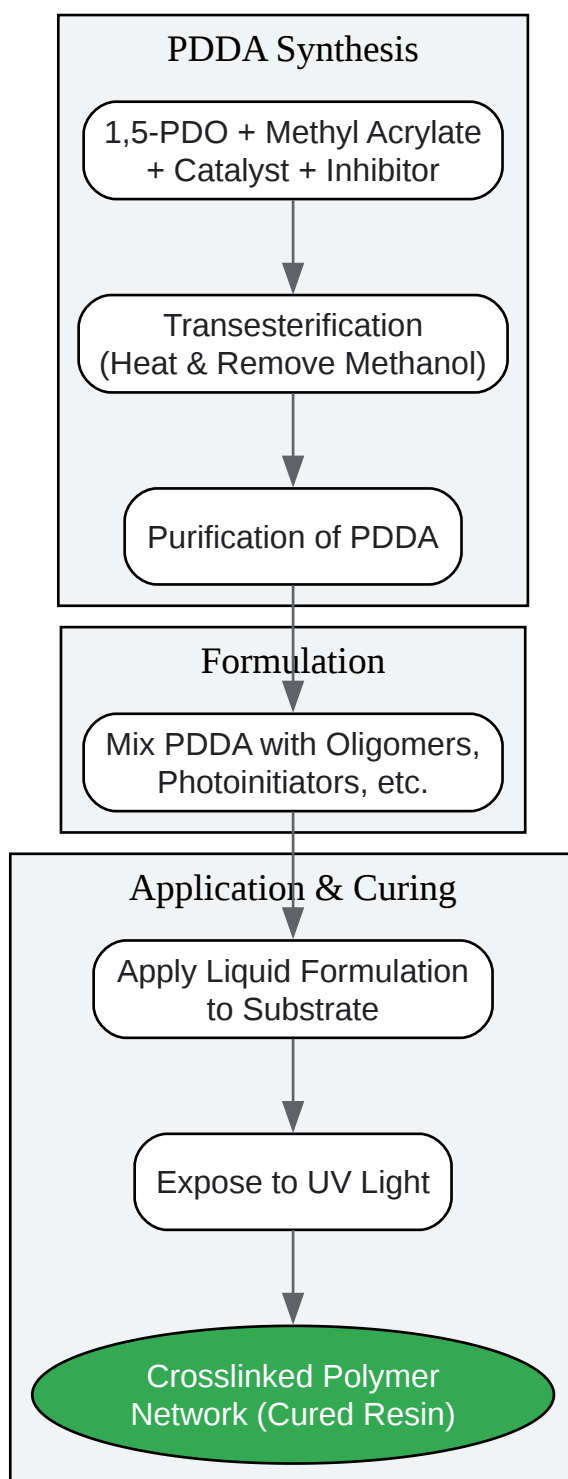 PDDA Synthesis
1,5-PDO + Methyl Acrylate
+ Catalyst + Inhibitor
Transesterification
(Heat & Remove Methanol)
Purification of PDDA
Formulation
Mix PDDA with Oligomers,
Photoinitiators, etc.
Application & Curing
Apply Liquid Formulation
to Substrate
Expose to UV Light
Crosslinked Polymer
Network (Cured Resin)